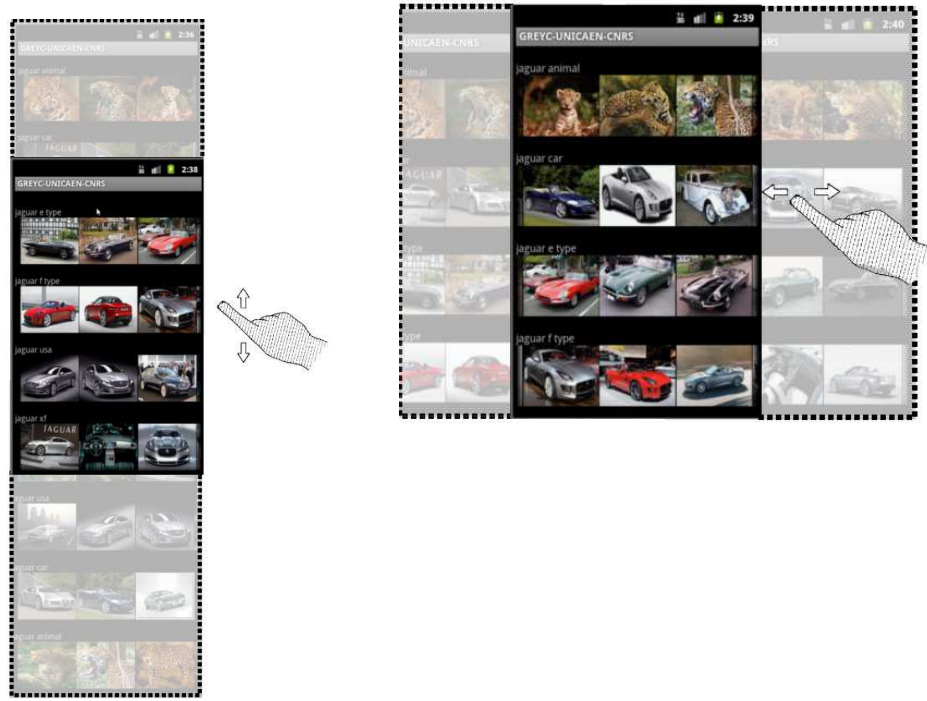 2:36
GREYC-UNICAEN-CNRS
jaguar animal
jaguar car
JAGUAR
2:38
GREYC-UNICAEN-CNRS
jaguar e type
jaguar f type
jaguar usa
jaguar xf
JAGUAR
jaguar usa
jaguar car
jaguar animal
UNICAEN-CNRS
AGUAR
type
2:39
GREYC-UNICAEN-CNRS
jaguar animal
jaguar car
jaguar e type
jaguar f type
2:40